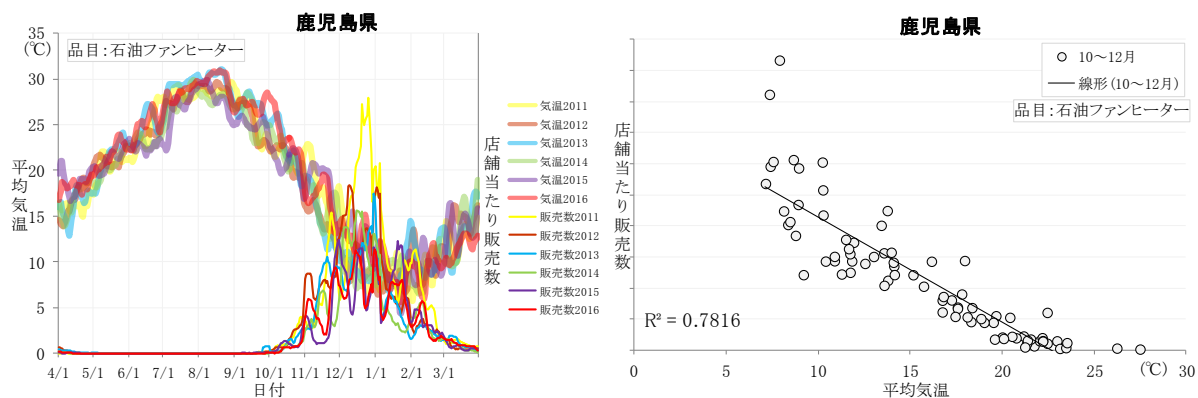 鹿児島県
35
(℃)
品目：石油ファンヒーター
30
25
20
15
10
5
0
平均気温
4/1 5/1 6/1 7/1 8/1 9/1 10/1 11/1 12/1 1/1 2/1 3/1
日付
店舗当たり販売数
気温2011
気温2012
気温2013
気温2014
気温2015
気温2016
販売数2011
販売数2012
販売数2013
販売数2014
販売数2015
販売数2016
鹿児島県
10～12月
線形 (10～12月)
品目：石油ファンヒーター
店舗当たり販売数
R² = 0.7816
0 5 10 15 20 25 30
(℃)
平均気温